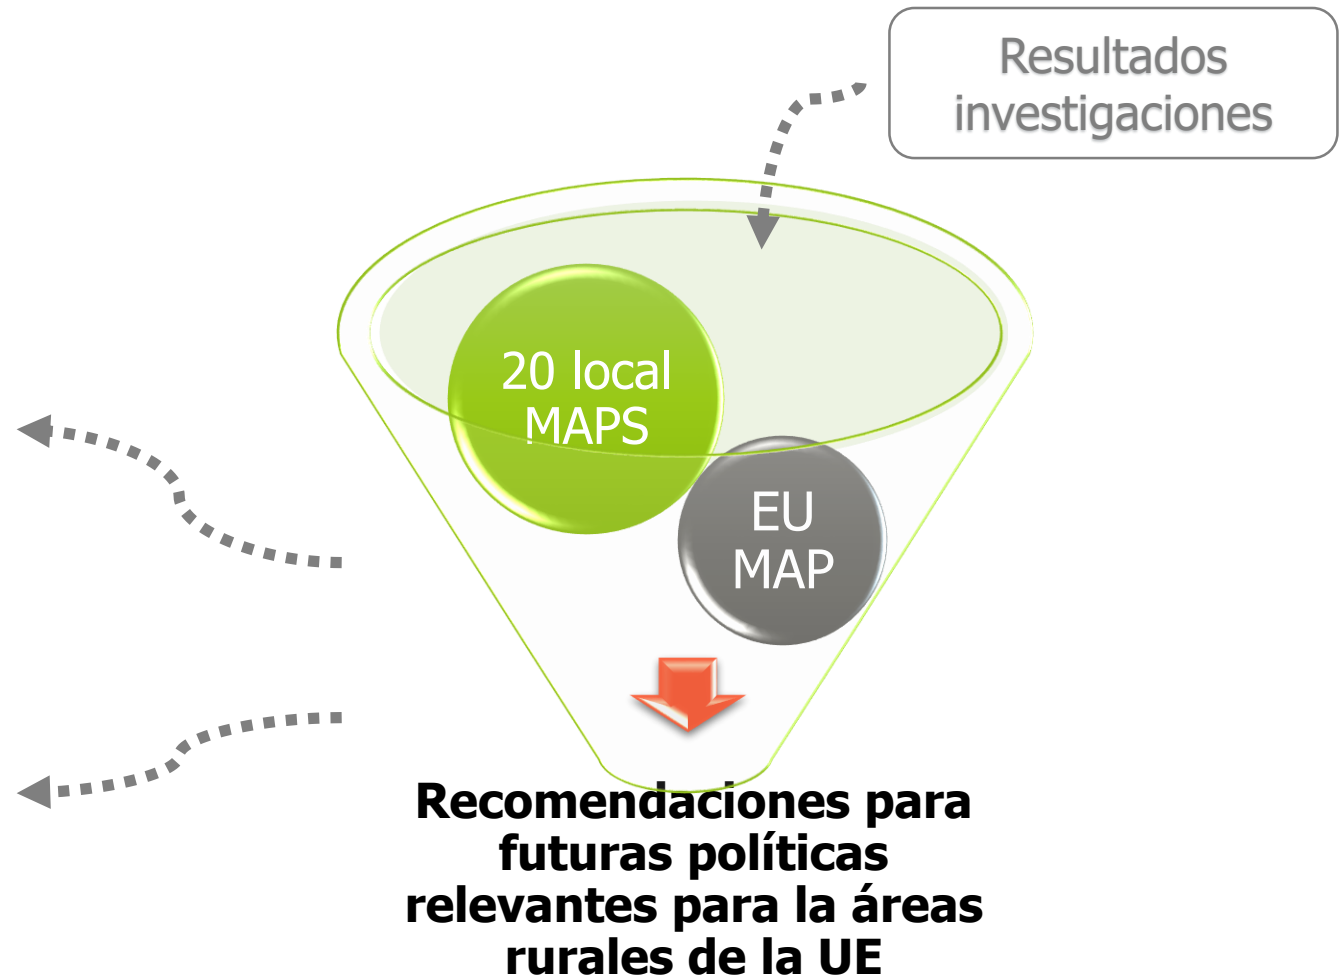 Resultados
investigaciones
20 local
MAPS
EU
MAP
Recomendaciones para
futuras políticas
relevantes para la áreas
rurales de la UE